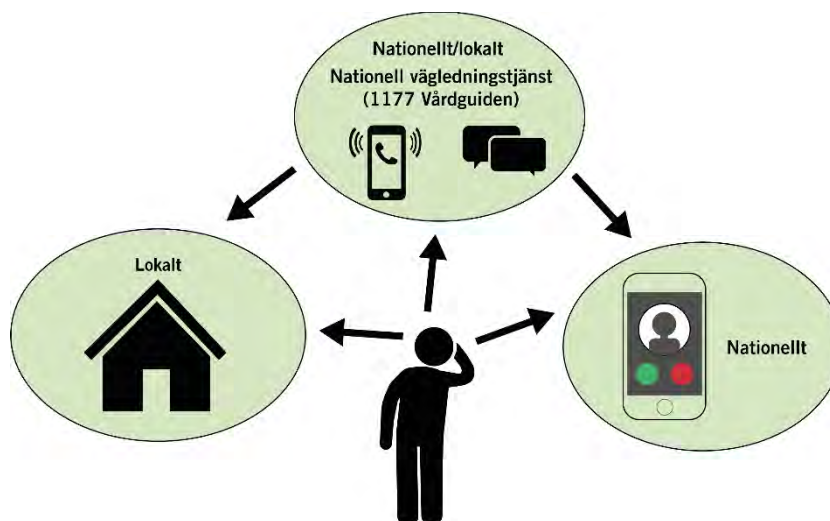 Nationellt/lokalt
Nationell vägledningstjänst
(1177 Vårdguiden)
Lokalt
Nationellt